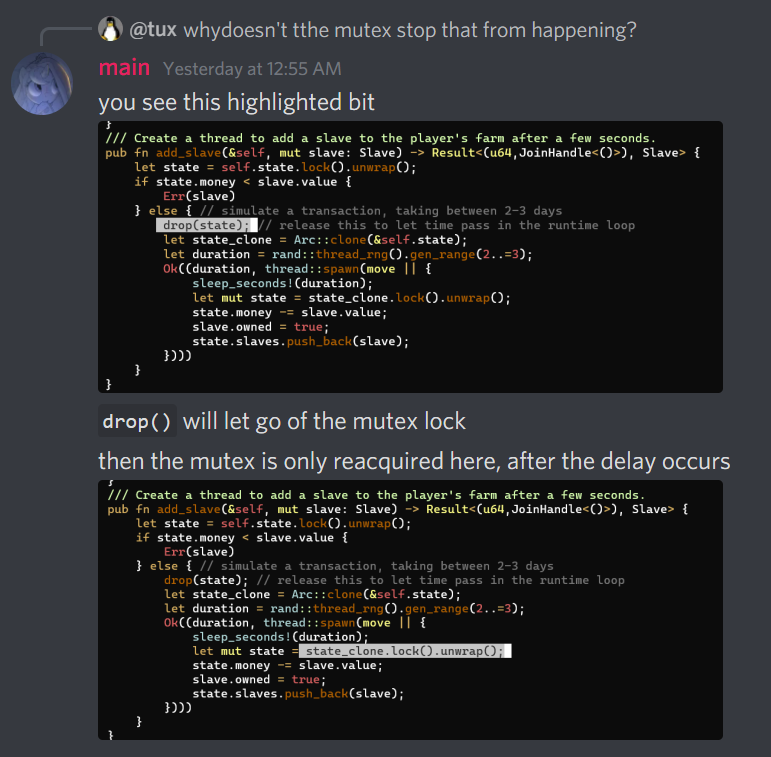 @tux whydoesn't tthe mutex stop that from happening?
main Yesterday at 12:55 AM
you see this highlighted bit
}
/// Create a thread to add a slave to the player's farm after a few seconds.
pub fn add_slave(&self, mut slave: Slave) -> Result<(u64,JoinHandle<()>), Slave> {
    let state = self.state.lock().unwrap();
    if state.money < slave.value {
        Err(slave)
    } else { // simulate a transaction, taking between 2-3 days
        drop(state); // release this to let time pass in the runtime loop
        let state_clone = Arc::clone(&self.state);
        let duration = rand::thread_rng().gen_range(2..=3);
        Ok((duration, thread::spawn(move || {
            sleep_seconds!(duration);
            let mut state = state_clone.lock().unwrap();
            state.money -= slave.value;
            slave.owned = true;
            state.slaves.push_back(slave);
        })))
    }
}
drop() will let go of the mutex lock
then the mutex is only reacquired here, after the delay occurs
}
/// Create a thread to add a slave to the player's farm after a few seconds.
pub fn add_slave(&self, mut slave: Slave) -> Result<(u64,JoinHandle<()>), Slave> {
    let state = self.state.lock().unwrap();
    if state.money < slave.value {
        Err(slave)
    } else { // simulate a transaction, taking between 2-3 days
        drop(state); // release this to let time pass in the runtime loop
        let state_clone = Arc::clone(&self.state);
        let duration = rand::thread_rng().gen_range(2..=3);
        Ok((duration, thread::spawn(move || {
            sleep_seconds!(duration);
            let mut state = state_clone.lock().unwrap();
            state.money -= slave.value;
            slave.owned = true;
            state.slaves.push_back(slave);
        })))
    }
}